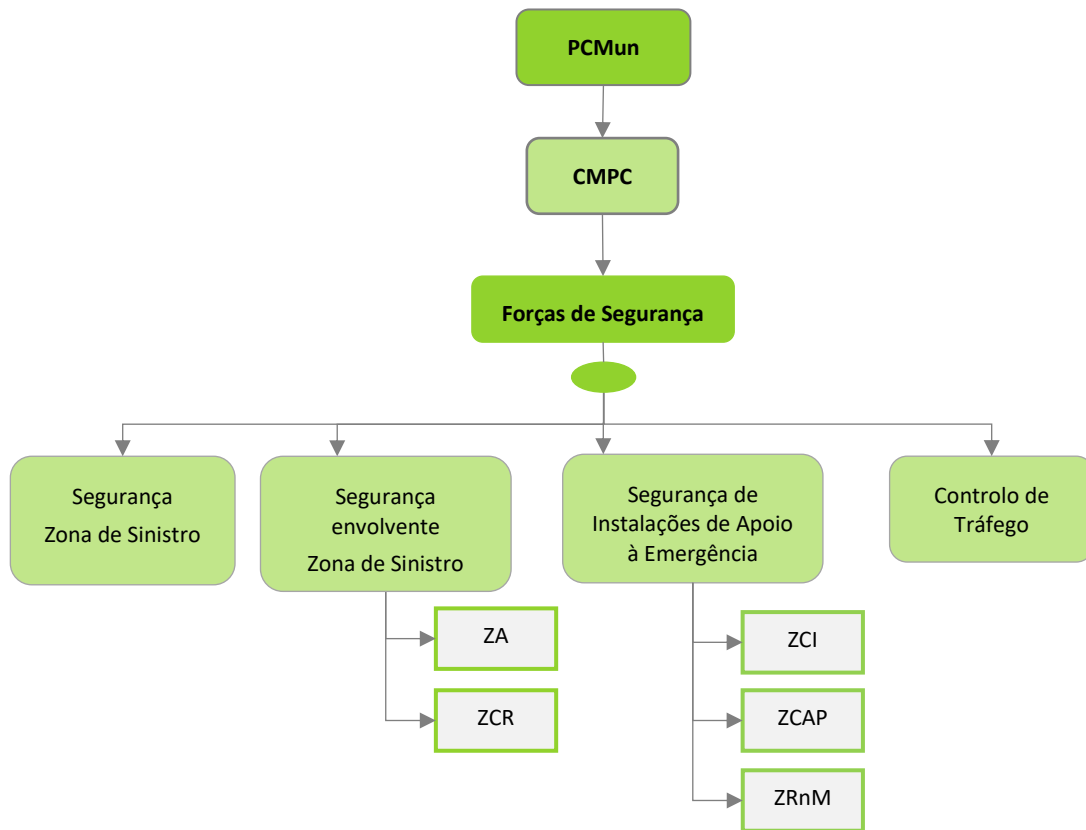 PCMun
CMPC
Forças de Segurança
Segurança
Zona de Sinistro
Segurança
envolvente
Zona de Sinistro
Segurança de
Instalações de Apoio
à Emergência
Controlo de
Tráfego
ZA
ZCR
ZCI
ZCAP
ZRnM